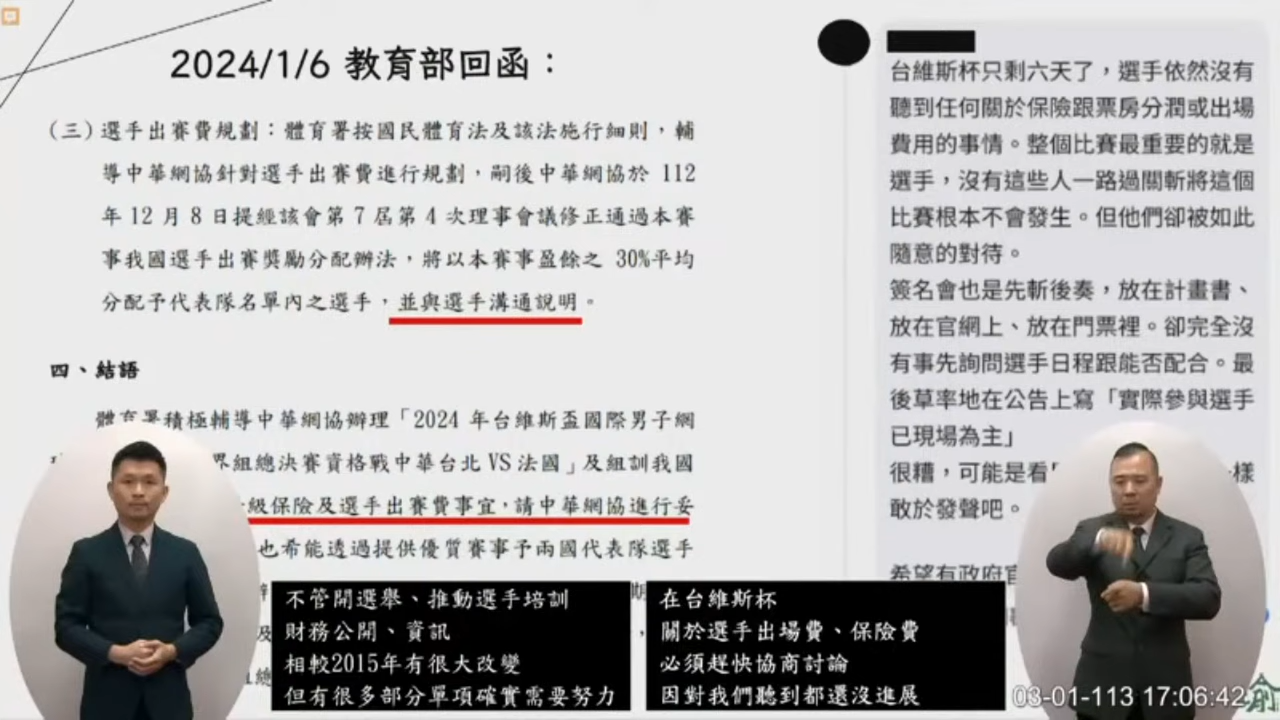 2024/1/6 教育部回函：
(三)選手出賽費規劃：體育署按國民體育法及該法施行細則，輔
導中華網協針對選手出賽費進行規劃，嗣後中華網協於 112
年 12 月 8 日提經該會第 7 屆第 4 次理事會議修正通過本賽
事我國選手出賽獎勵分配辦法，將以本賽事盈餘之 30%平均
分配予代表隊名單內之選手，並與選手溝通說明。
四、結語
體育署積極輔導中華網協辦理「2024 年台維斯盃國際男子網
界組總決賽資格戰中華台北 VS 法國」及組訓我國
級保險及選手出賽費事宜，請中華網協進行妥
也希能透過提供優質賽事予兩國代表隊選手
台維斯杯只剩六天了，選手依然沒有
聽到任何關於保險跟票房分潤或出場
費用的事情。整個比賽最重要的就是
選手，沒有這些人一路過關斬將這個
比賽根本不會發生。但他們卻被如此
隨意的對待。
簽名會也是先斬後奏，放在計畫書、
放在官網上、放在門票裡。卻完全沒
有事先詢問選手日程跟能否配合。最
後草率地在公告上寫「實際參與選手
已現場為主」
很糟，可能是看 樣
敢於發聲吧。
希望有政府官
不管開選舉、推動選手培訓
財務公開、資訊
相較2015年有很大改變
但有很多部分單項確實需要努力
在台維斯杯
關於選手出場費、保險費
必須趕快協商討論
因對我們聽到都還沒進展
03-01-113 17:06:42